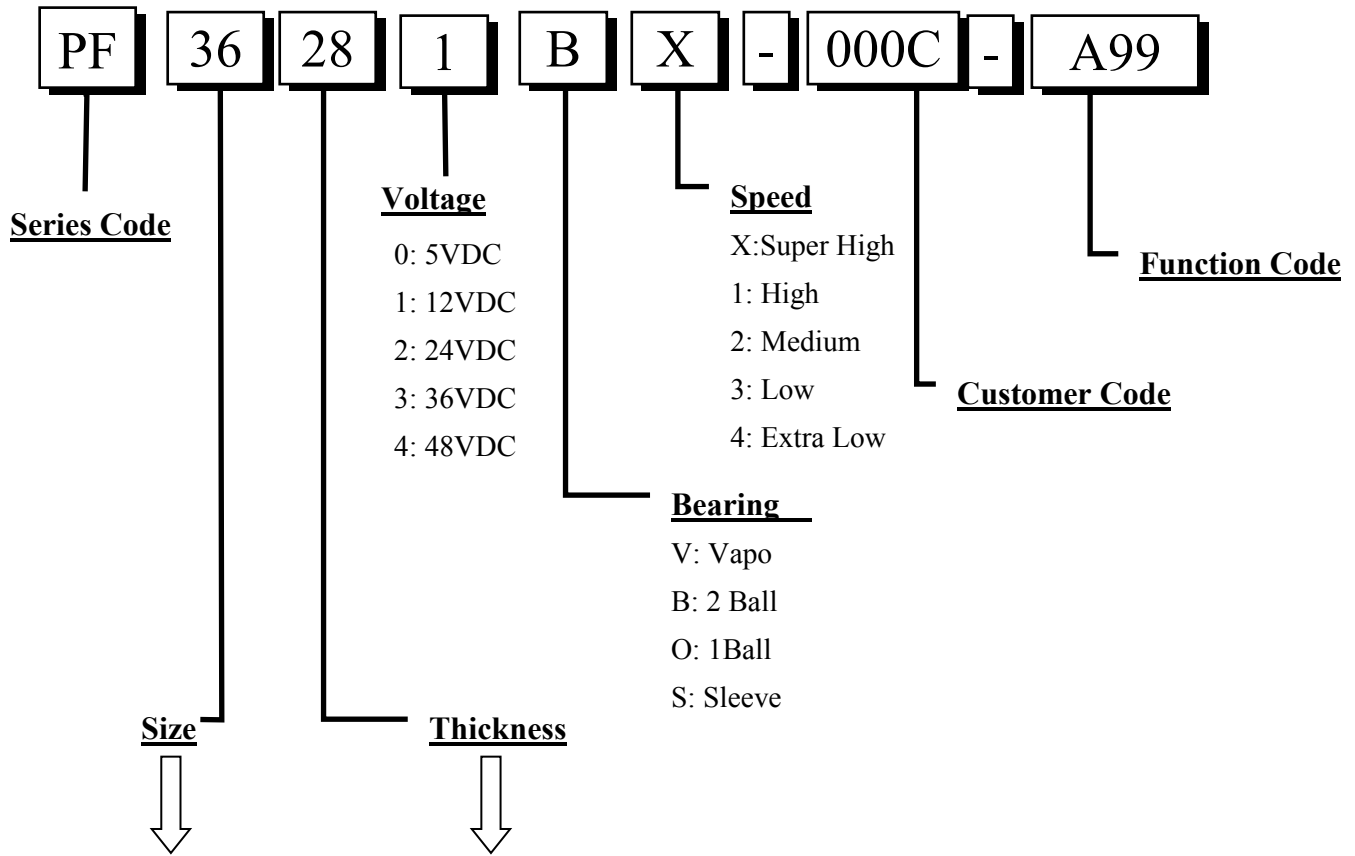 PF 36 28 1 B X - 000C - A99
Series Code
Voltage
0: 5VDC
1: 12VDC
2: 24VDC
3: 36VDC
4: 48VDC
Speed
X:Super High
1: High
2: Medium
3: Low
4: Extra Low
Function Code
Customer Code
Bearing
V: Vapo
B: 2 Ball
O: 1Ball
S: Sleeve
Size
Thickness